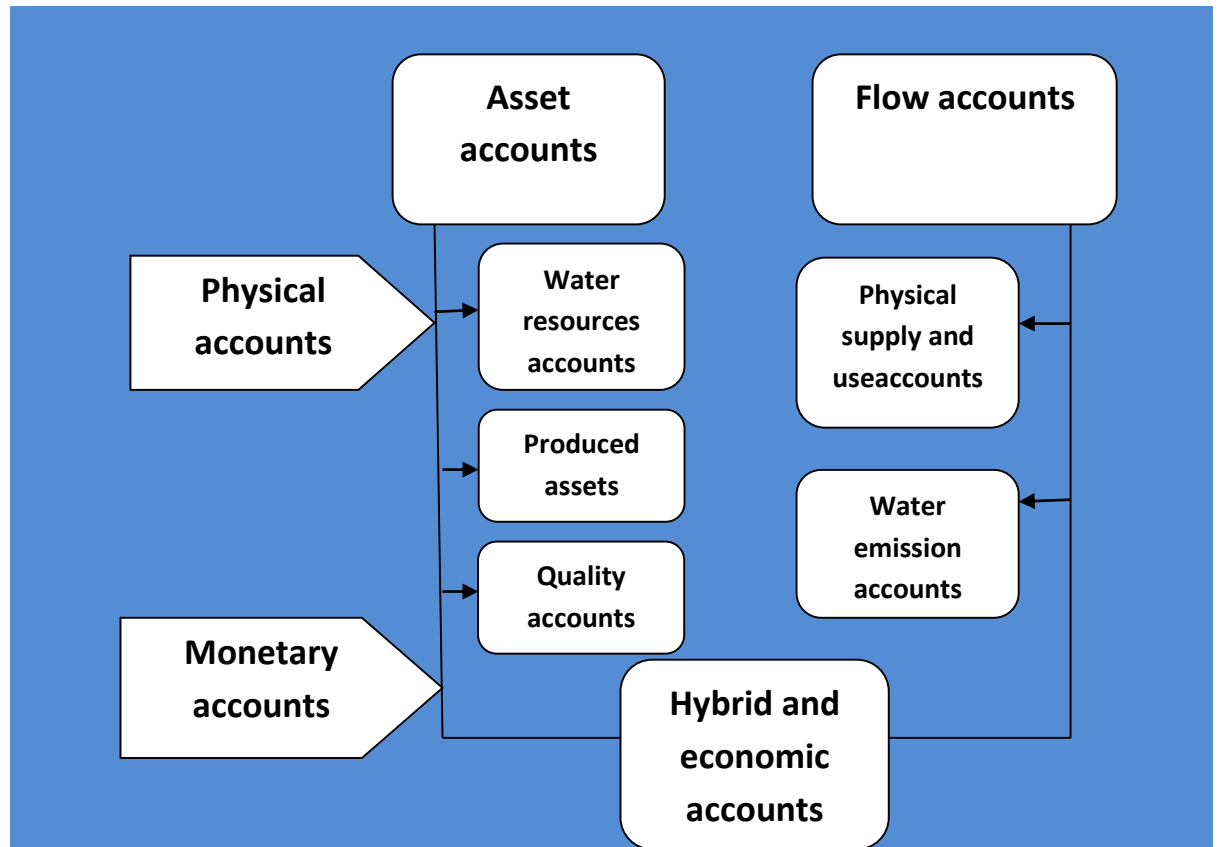 Asset
accounts
Flow accounts
Physical
accounts
Water
resources
accounts
Physical
supply and
useaccounts
Produced
assets
Water
emission
accounts
Quality
accounts
Monetary
accounts
Hybrid and
economic
accounts